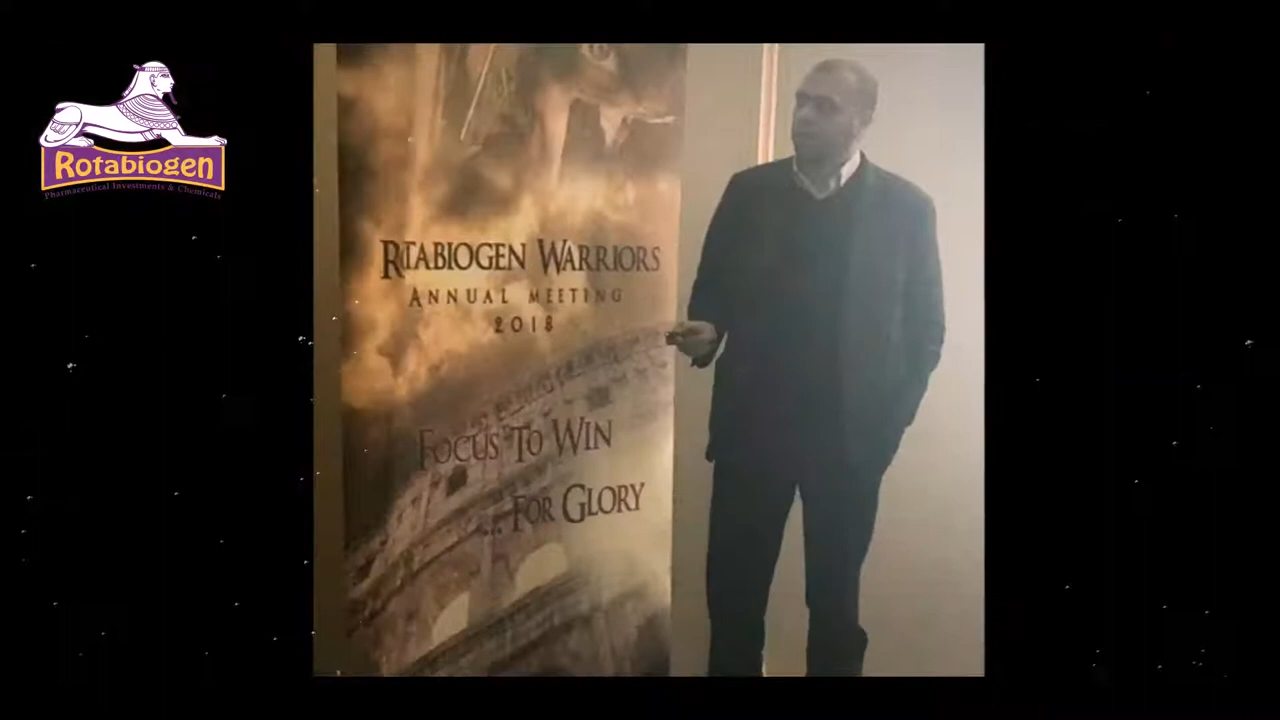 Rotabiogen
Pharmaceutical Investments & Chemicals
ROTABIOGEN WARRIORS
ANNUAL MEETING
2018
FOCUS TO WIN
... FOR GLORY